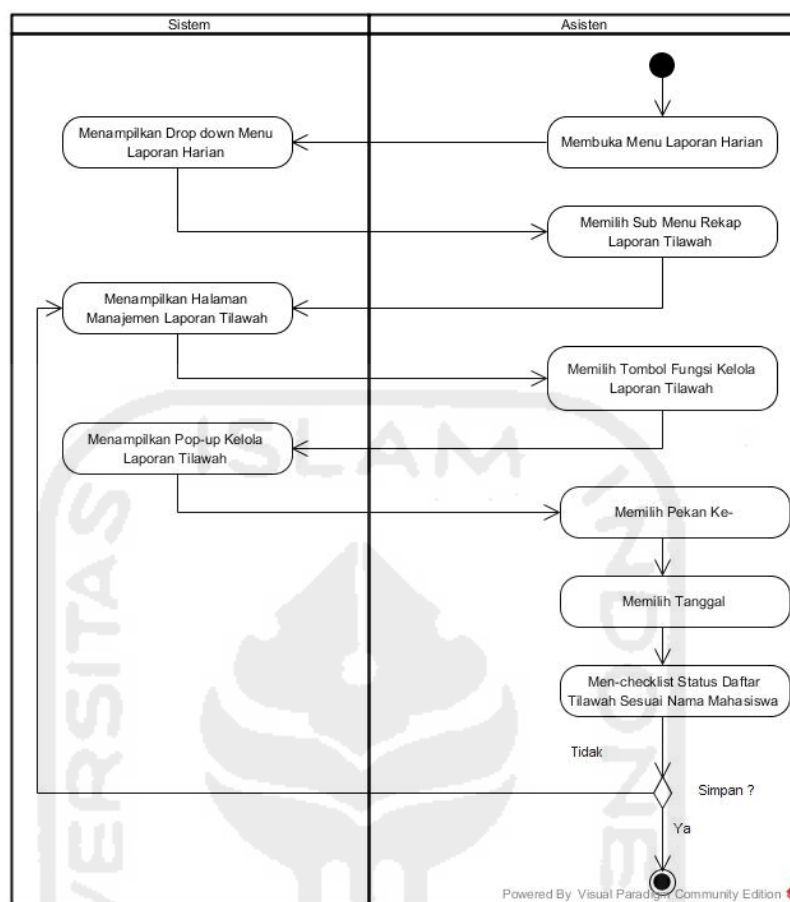 Sistem
Asisten
Membuka Menu Laporan Harian
Menampilkan Drop down Menu
Laporan Harian
Memilih Sub Menu Rekap
Laporan Tilawah
Menampilkan Halaman
Manajemen Laporan Tilawah
Memilih Tombol Fungsi Kelola
Laporan Tilawah
Menampilkan Pop-up Kelola
Laporan Tilawah
Memilih Pekan Ke-
Memilih Tanggal
Men-checklist Status Daftar
Tilawah Sesuai Nama Mahasiswa
Tidak
Simpan ?
Ya
ISLAM
VERSITAS
INDONE
Powered By Visual Paradigm Community Edition